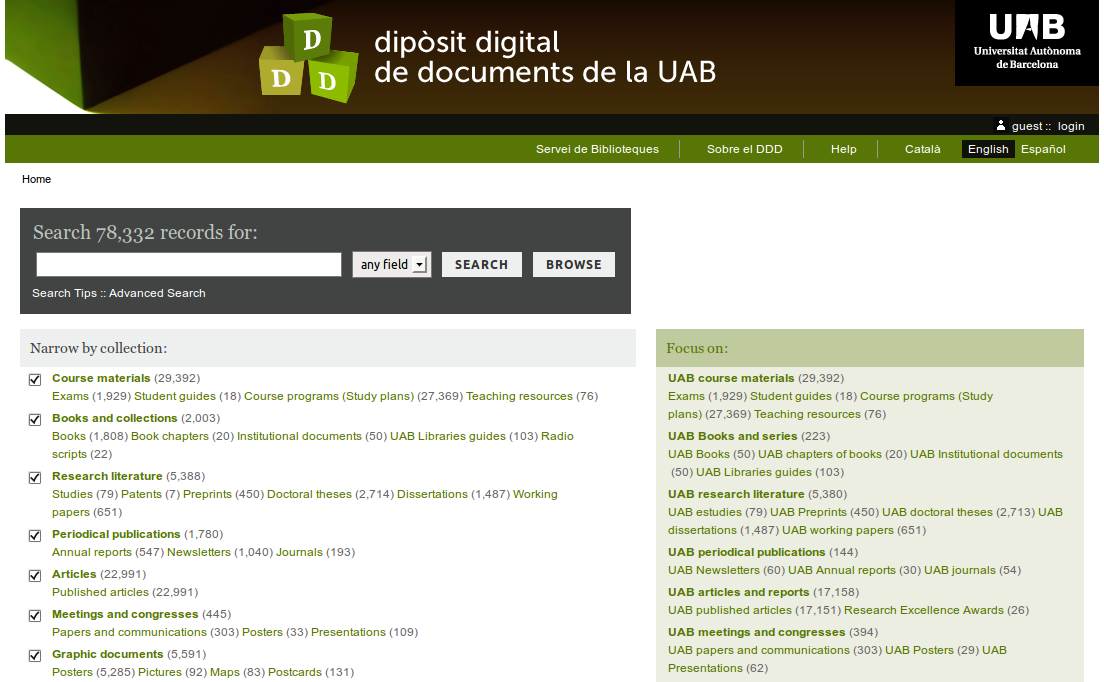 D
D
D
dipòsit digital
de documents de la UAB
UAB
Universitat Autònoma
de Barcelona
guest :: login
Servei de Biblioteques
Sobre el DDD
Help
Català
English
Español
Home
Search 78,332 records for:
any field
SEARCH
BROWSE
Search Tips :: Advanced Search
Narrow by collection:
Course materials (29,392)
Exams (1,929) Student guides (18) Course programs (Study plans) (27,369) Teaching resources (76)
Books and collections (2,003)
Books (1,808) Book chapters (20) Institutional documents (50) UAB Libraries guides (103) Radio
scripts (22)
Research literature (5,388)
Studies (79) Patents (7) Preprints (450) Doctoral theses (2,714) Dissertations (1,487) Working
papers (651)
Periodical publications (1,780)
Annual reports (547) Newsletters (1,040) Journals (193)
Articles (22,991)
Published articles (22,991)
Meetings and congresses (445)
Papers and communications (303) Posters (33) Presentations (109)
Graphic documents (5,591)
Posters (5,285) Pictures (92) Maps (83) Postcards (131)
Focus on:
UAB course materials (29,392)
Exams (1,929) Student guides (18) Course programs (Study
plans) (27,369) Teaching resources (76)
UAB Books and series (223)
UAB Books (50) UAB chapters of books (20) UAB Institutional documents
(50) UAB Libraries guides (103)
UAB research literature (5,380)
UAB estudies (79) UAB Preprints (450) UAB doctoral theses (2,713) UAB
dissertations (1,487) UAB working papers (651)
UAB periodical publications (144)
UAB Newsletters (60) UAB Annual reports (30) UAB journals (54)
UAB articles and reports (17,158)
UAB published articles (17,151) Research Excellence Awards (26)
UAB meetings and congresses (394)
UAB papers and communications (303) UAB Posters (29) UAB
Presentations (62)